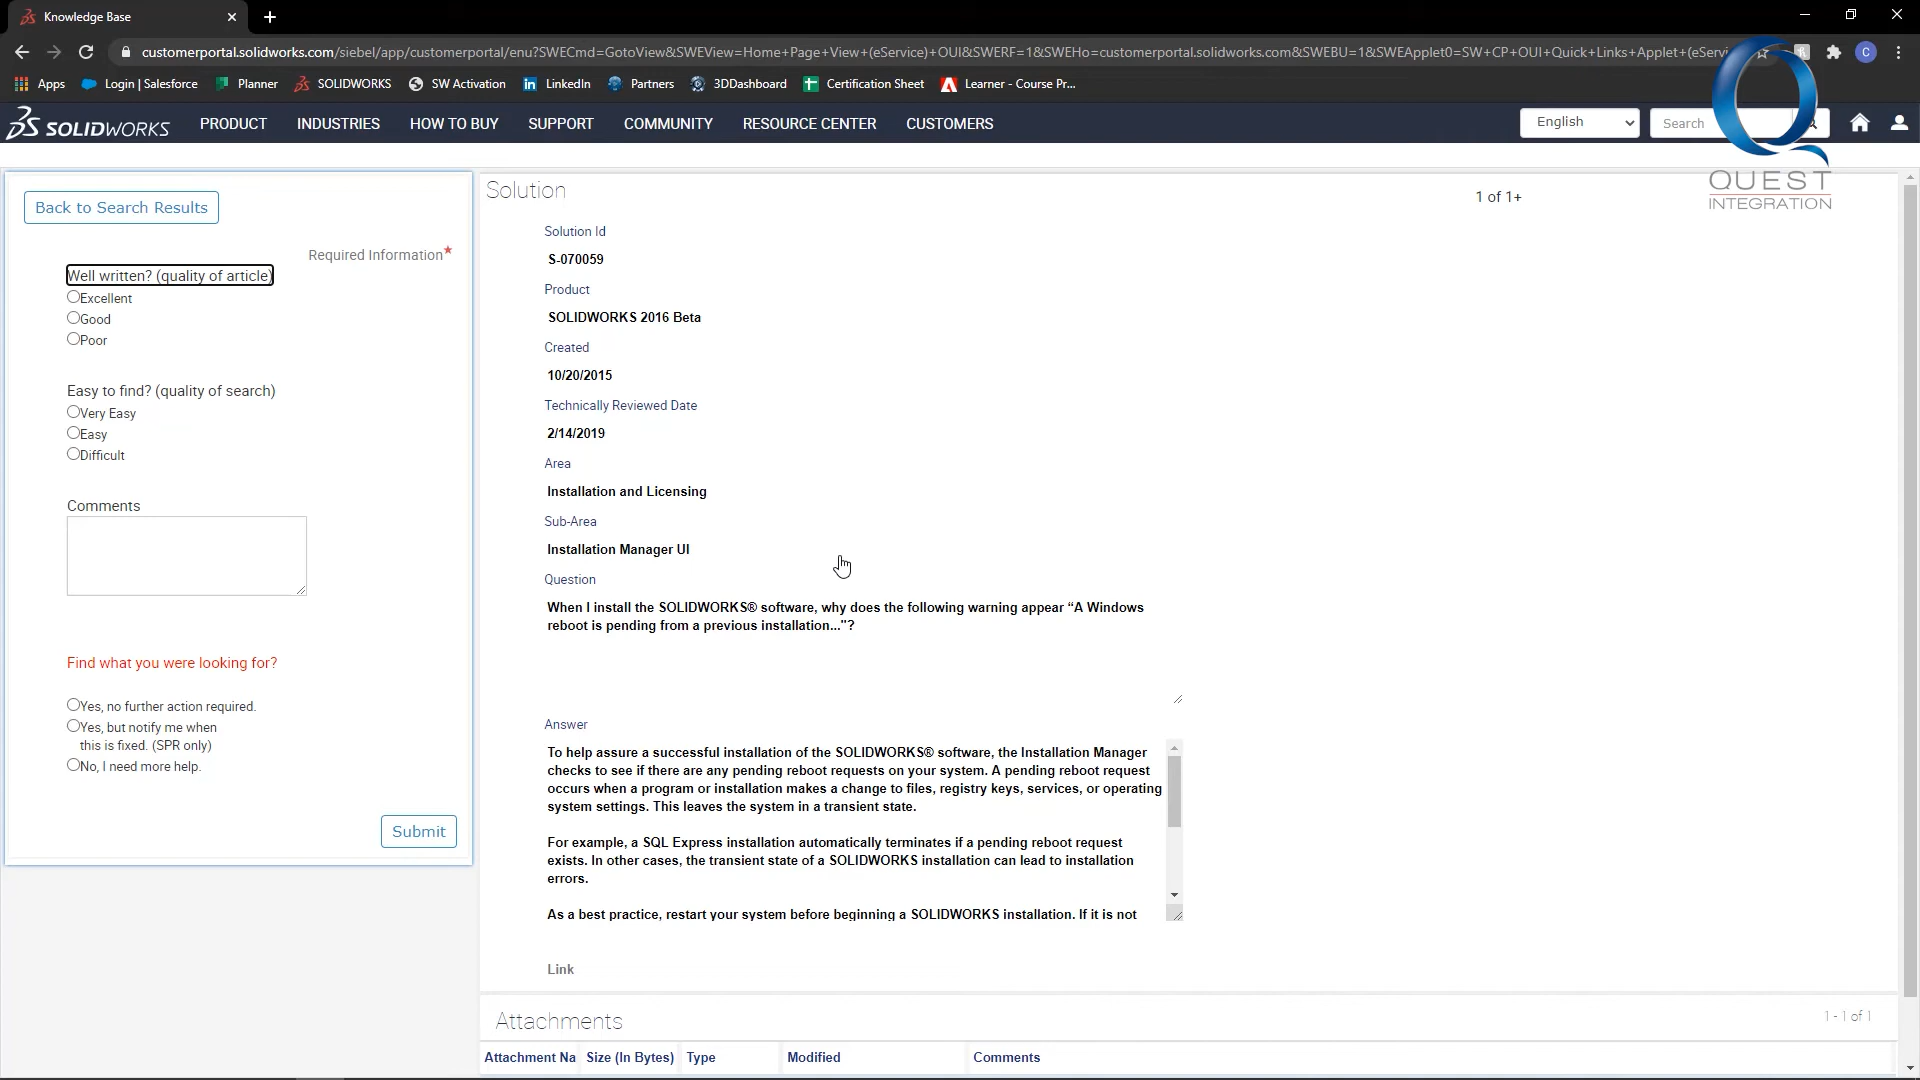 Knowledge Base
customerportal.solidworks.com/siebel/app/customerportal/enu?SWECmd=GotoView&SWEView=Home+Page+View+(eService)+OUI&SWERF=1&SWEHo=customerportal.solidworks.com&SWEBU=1&SWEApplet0=SW+CP+OUI+Quick+Links+Applet+(eServi
C
Apps
Login | Salesforce
Planner
SOLIDWORKS
SW Activation
LinkedIn
Partners
3DDashboard
Certification Sheet
Learner - Course Pr...
SOLIDWORKS
PRODUCT
INDUSTRIES
HOW TO BUY
SUPPORT
COMMUNITY
RESOURCE CENTER
CUSTOMERS
English
Search
QUEST
INTEGRATION
Back to Search Results
Required Information*
Well written? (quality of article)
Excellent
Good
Poor
Easy to find? (quality of search)
Very Easy
Easy
Difficult
Comments
Find what you were looking for?
Yes, no further action required.
Yes, but notify me when
this is fixed. (SPR only)
No, I need more help.
Submit
Solution
1 of 1+
Solution Id
S-070059
Product
SOLIDWORKS 2016 Beta
Created
10/20/2015
Technically Reviewed Date
2/14/2019
Area
Installation and Licensing
Sub-Area
Installation Manager UI
Question
When I install the SOLIDWORKS® software, why does the following warning appear “A Windows
reboot is pending from a previous installation...”?
Answer
To help assure a successful installation of the SOLIDWORKS® software, the Installation Manager
checks to see if there are any pending reboot requests on your system. A pending reboot request
occurs when a program or installation makes a change to files, registry keys, services, or operating
system settings. This leaves the system in a transient state.
For example, a SQL Express installation automatically terminates if a pending reboot request
exists. In other cases, the transient state of a SOLIDWORKS installation can lead to installation
errors.
As a best practice, restart your system before beginning a SOLIDWORKS installation. If it is not
Link
Attachments
1 - 1 of 1
Attachment Na
Size (In Bytes)
Type
Modified
Comments